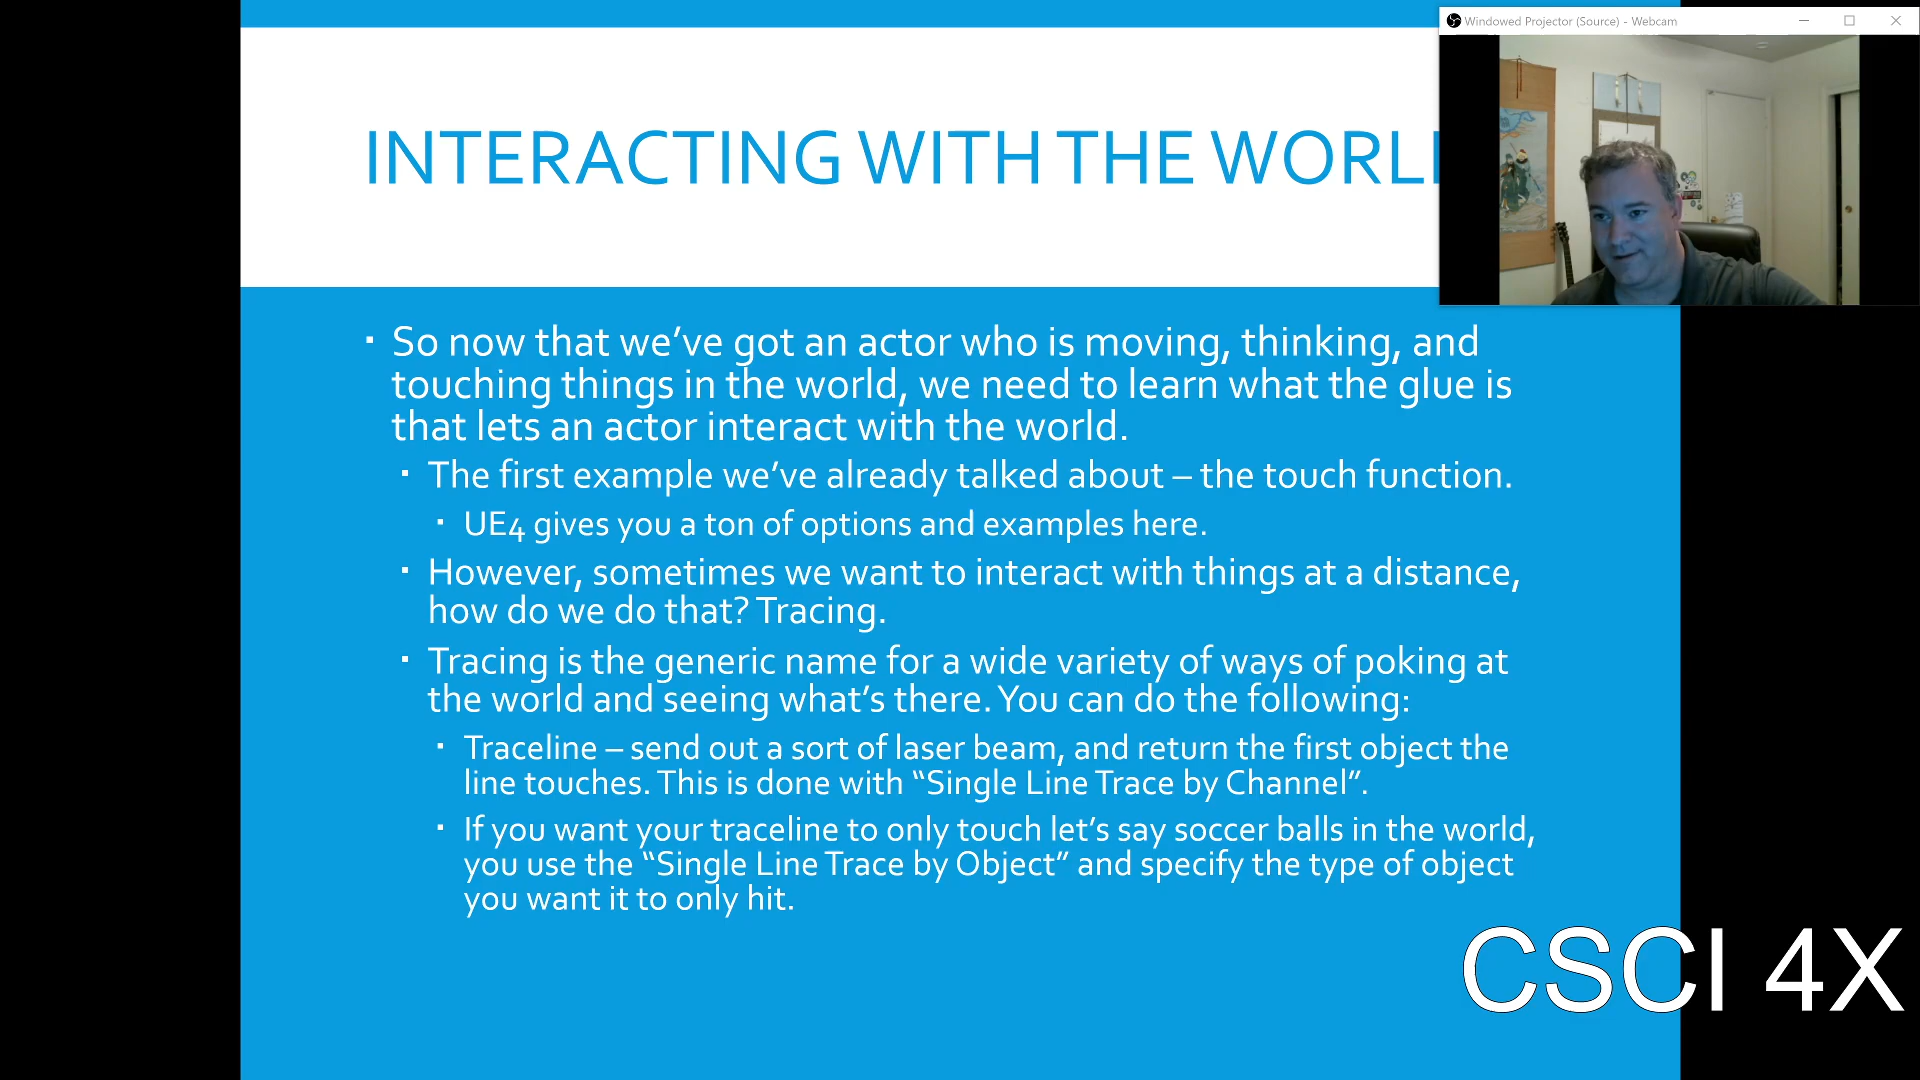 Windowed Projector (Source) - Webcam
INTERACTING WITH THE WORL
▪ So now that we’ve got an actor who is moving, thinking, and
touching things in the world, we need to learn what the glue is
that lets an actor interact with the world.
▪ The first example we’ve already talked about – the touch function.
▪ UE4 gives you a ton of options and examples here.
▪ However, sometimes we want to interact with things at a distance,
how do we do that? Tracing.
▪ Tracing is the generic name for a wide variety of ways of poking at
the world and seeing what’s there. You can do the following:
▪ Traceline – send out a sort of laser beam, and return the first object the
line touches. This is done with “Single Line Trace by Channel”.
▪ If you want your traceline to only touch let’s say soccer balls in the world,
you use the “Single Line Trace by Object” and specify the type of object
you want it to only hit.
CSCI 4X